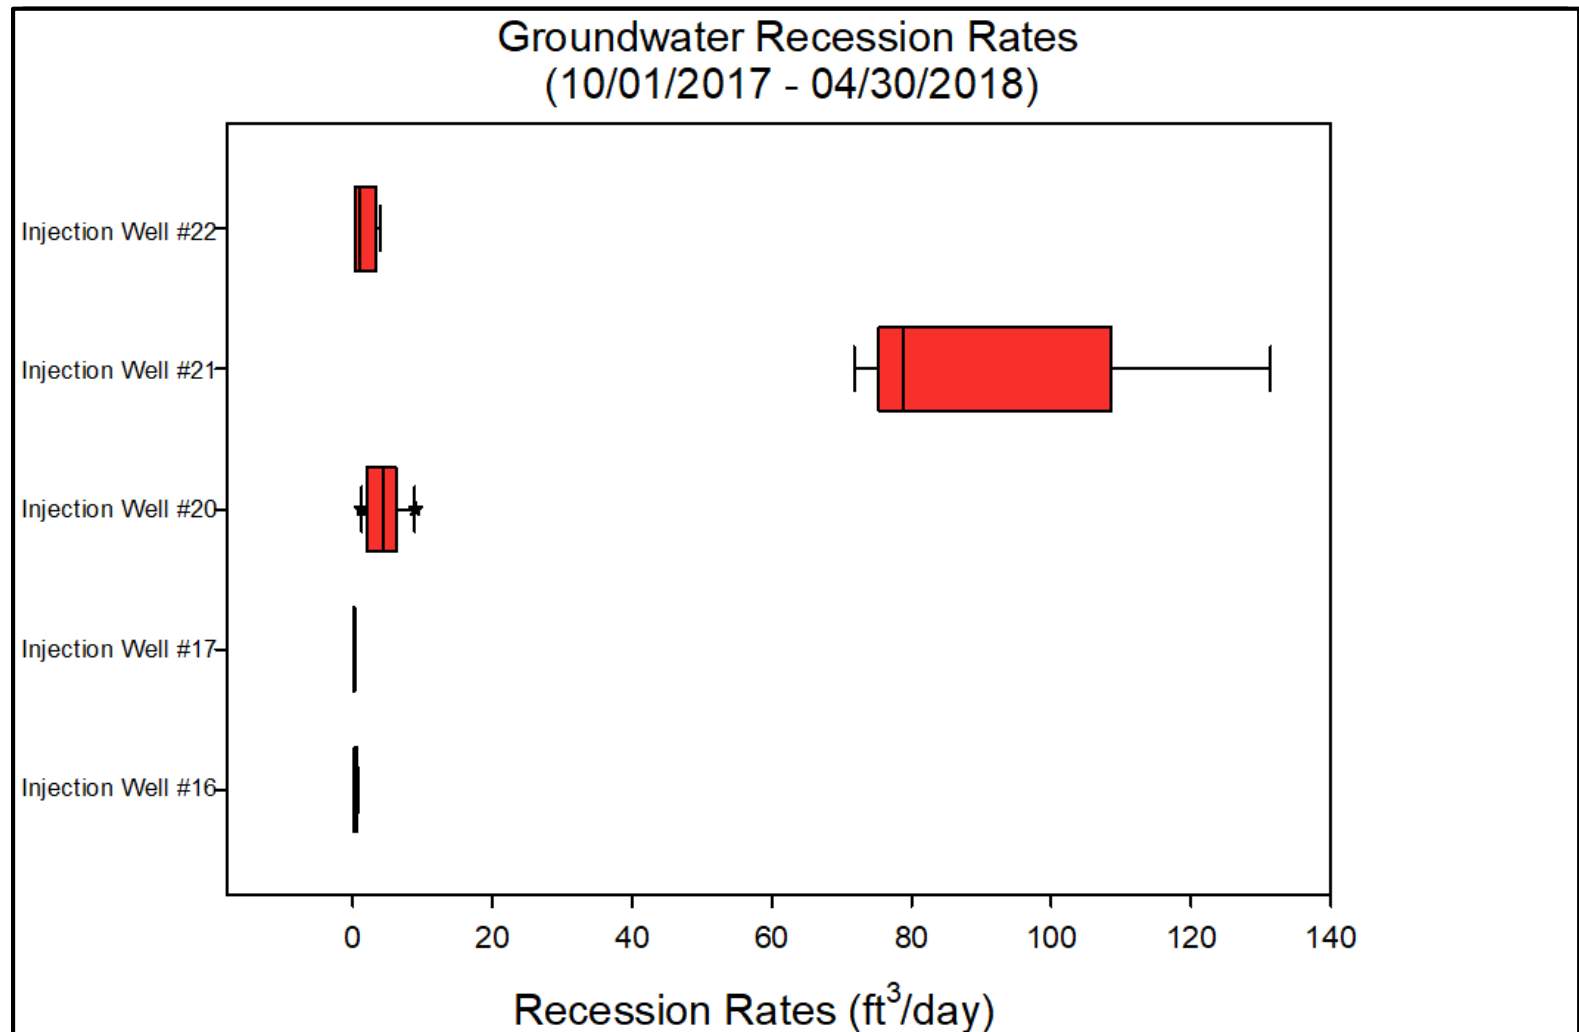 Groundwater Recession Rates
(10/01/2017 - 04/30/2018)
Injection Well #22
Injection Well #21
Injection Well #20
Injection Well #17
Injection Well #16
0 20 40 60 80 100 120 140
Recession Rates (ft³/day)